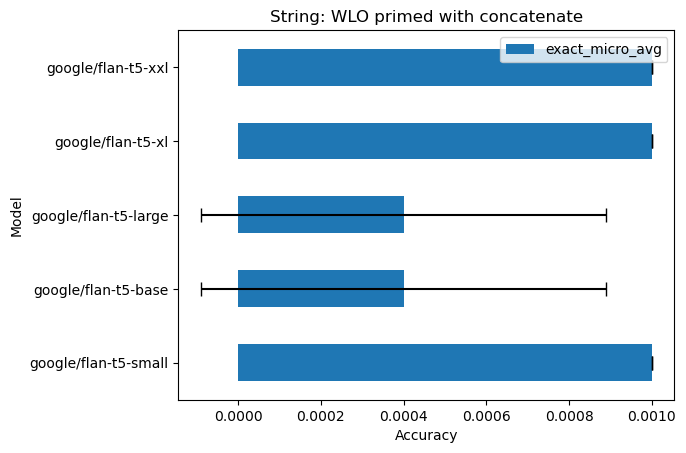 String: WLO primed with concatenate
exact_micro_avg
google/flan-t5-xxl
google/flan-t5-xl
google/flan-t5-large
google/flan-t5-base
google/flan-t5-small
Model
0.0000 0.0002 0.0004 0.0006 0.0008 0.0010
Accuracy